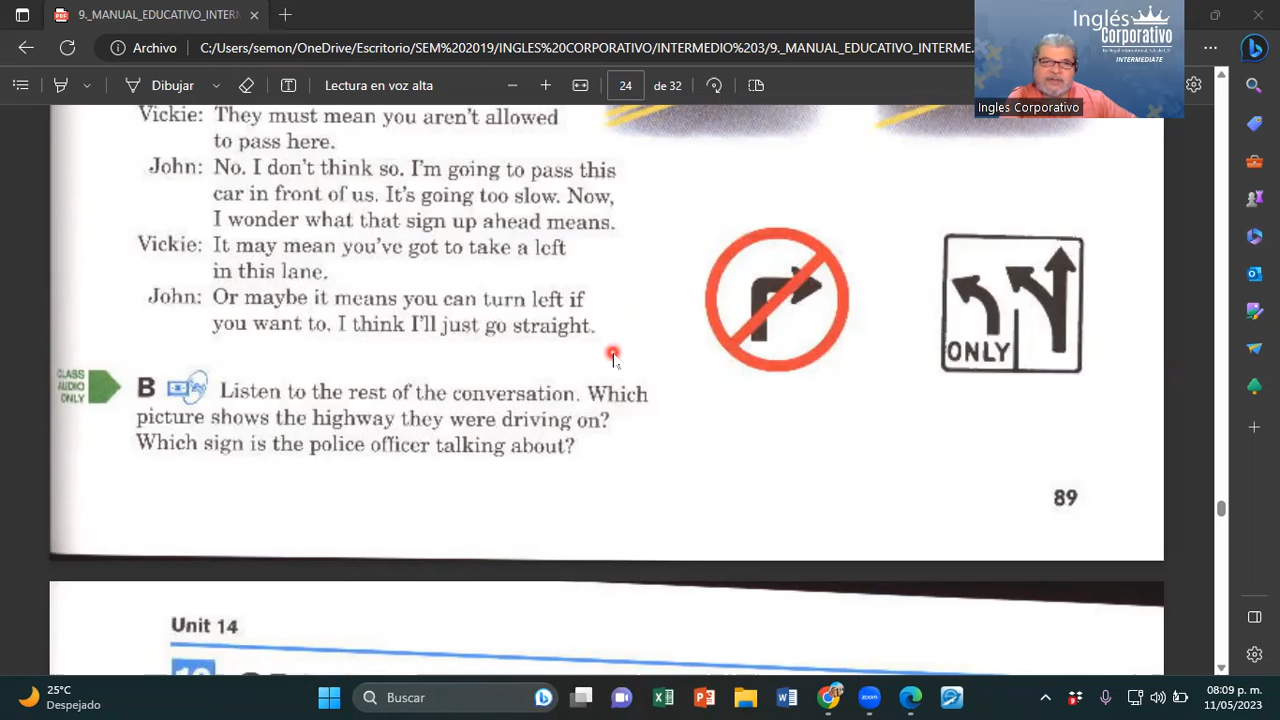 9._MANUAL_EDUCATIVO_INTERM
Archivo
C:/Users/semon/OneDrive/Escritorio/SEM%202019/INGLES%20CORPORATIVO/INTERMEDIO%203/9._MANUAL_EDUCATIVO_INTERME...
Dibujar
Lectura en voz alta
24
de 32
Inglés
Corporativo
INTERMEDIATE
Ingles Corporativo
Vickie: They must mean you aren't allowed
to pass here.
John: No. I don't think so. I'm going to pass this
car in front of us. It's going too slow. Now,
I wonder what that sign up ahead means.
Vickie: It may mean you've got to take a left
in this lane.
John: Or maybe it means you can turn left if
you want to. I think I'll just go straight.
ONLY
CLASS
AUDIO
ONLY
B Listen to the rest of the conversation. Which
picture shows the highway they were driving on?
Which sign is the police officer talking about?
89
Unit 14
25°C
Despejado
Buscar
08:09 p. m.
11/05/2023